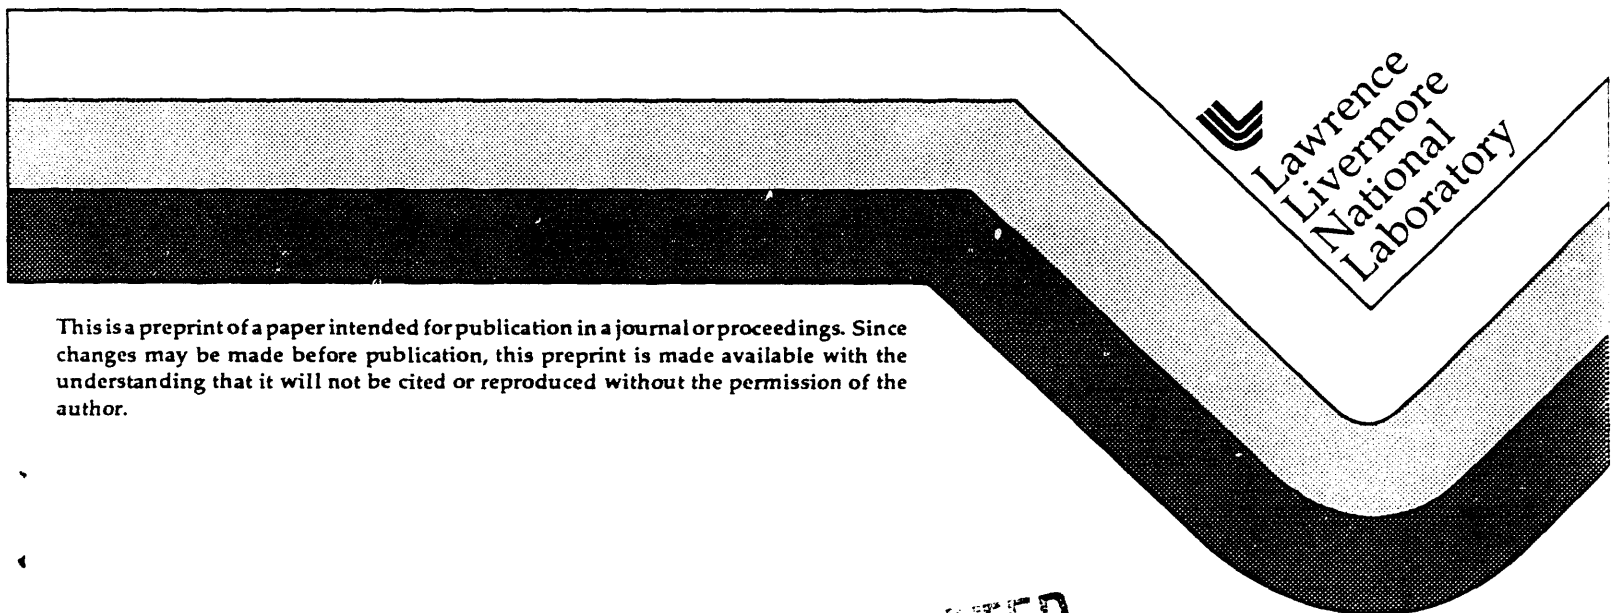 Lawrence
Livermore
National
Laboratory
This is a preprint of a paper intended for publication in a journal or proceedings. Since
changes may be made before publication, this preprint is made available with the
understanding that it will not be cited or reproduced without the permission of the
author.